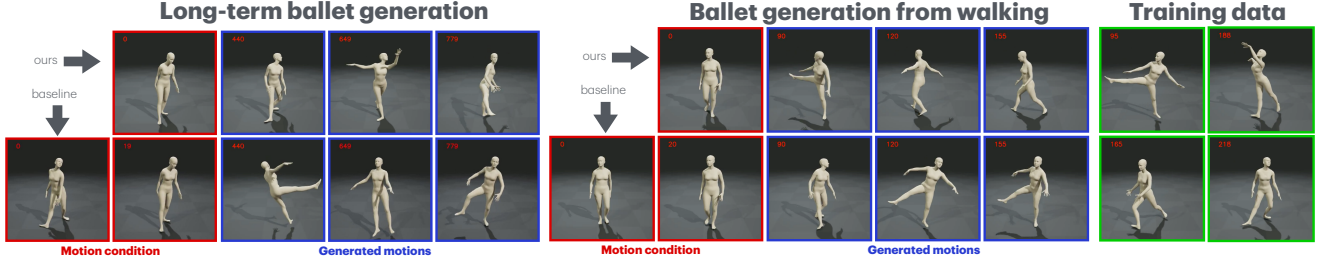 Long-term ballet generation
Ballet generation from walking
Training data
ours
0
440
649
779
baseline
0
19
440
649
779
Motion condition
Generated motions
ours
0
90
120
155
baseline
0
20
90
120
155
Motion condition
Generated motions
95
188
165
218